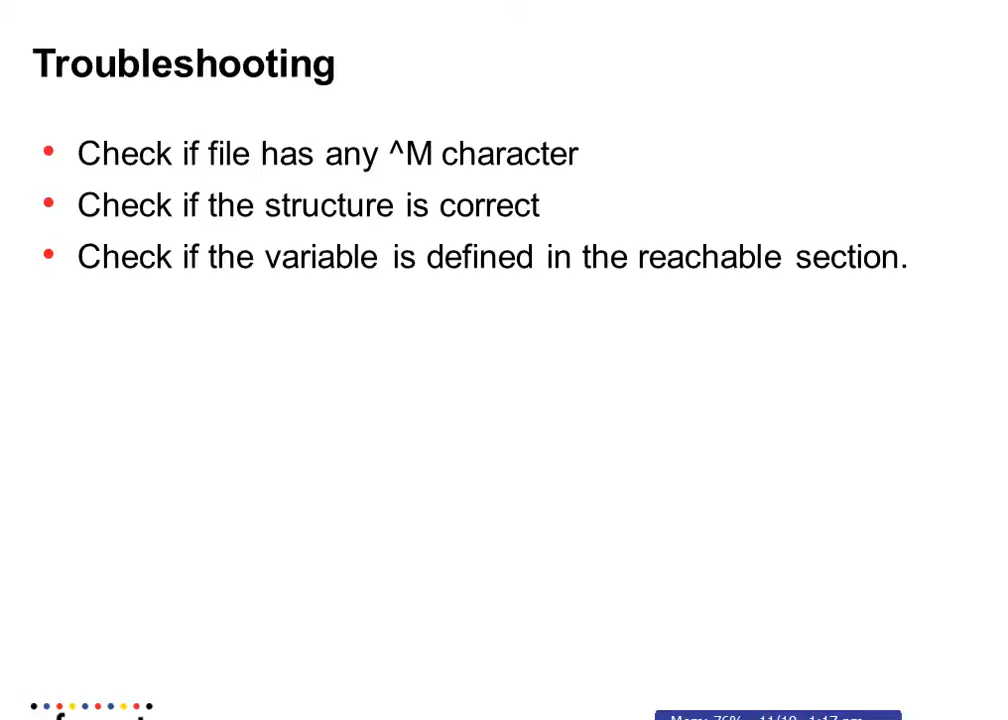 Troubleshooting
• Check if file has any ^M character
• Check if the structure is correct
• Check if the variable is defined in the reachable section.